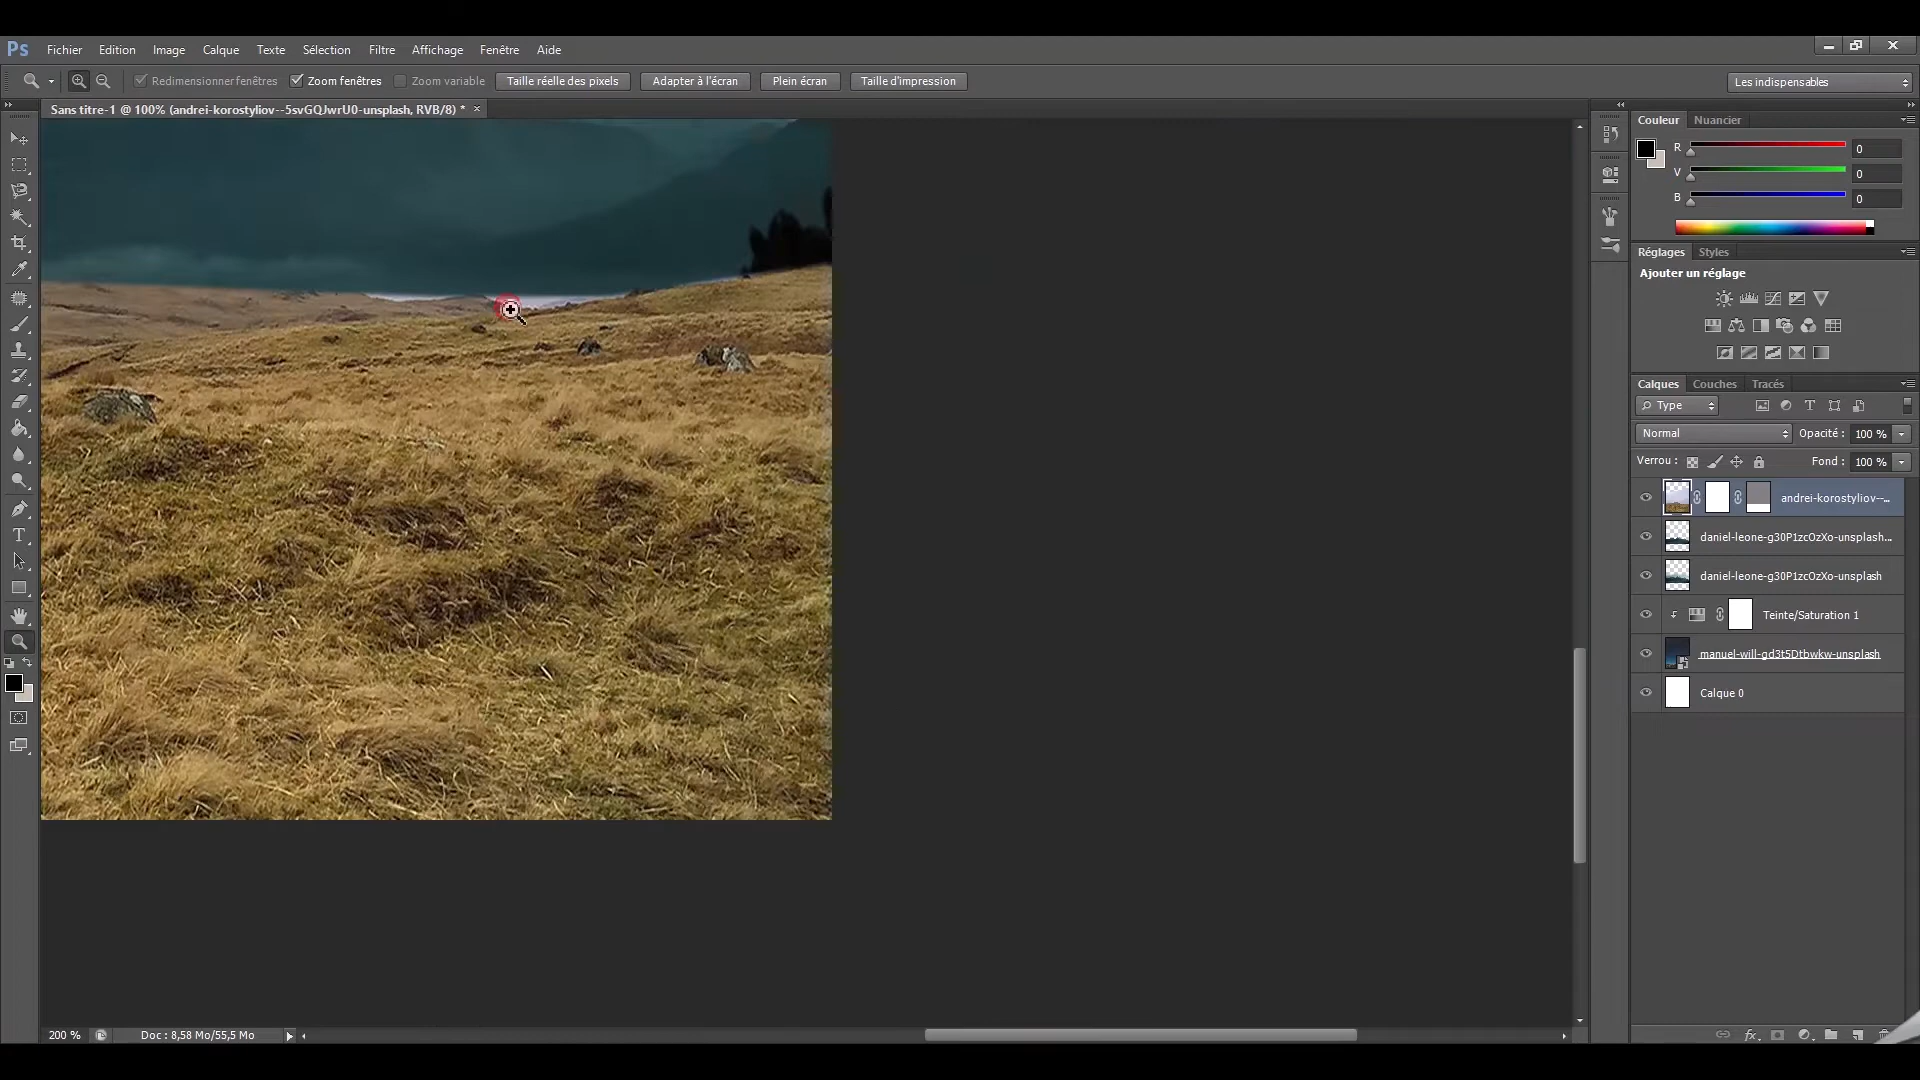 Ps Fichier Edition Image Calque Texte Sélection Filtre Affichage Fenêtre Aide
Redimensionner fenêtres Zoom fenêtres Zoom variable Taille réelle des pixels Adapter à l'écran Plein écran Taille d'impression Les indispensables
Sans titre-1 @ 100% (andrei-korostyliov--5svGQJwrU0-unsplash, RVB/8) *
Couleur Nuancier
R 0
V 0
B 0
Réglages Styles
Ajouter un réglage
Calques Couches Tracés
Type
Normal Opacité : 100 %
Verrou : Fond : 100 %
andrei-korostyliov--...
daniel-leone-g30P1zcOzXo-unsplash...
daniel-leone-g30P1zcOzXo-unsplash
Teinte/Saturation 1
manuel-will-gd3t5Dtbwkw-unsplash
Calque 0
200 % Doc : 8,58 Mo/55,5 Mo
fx